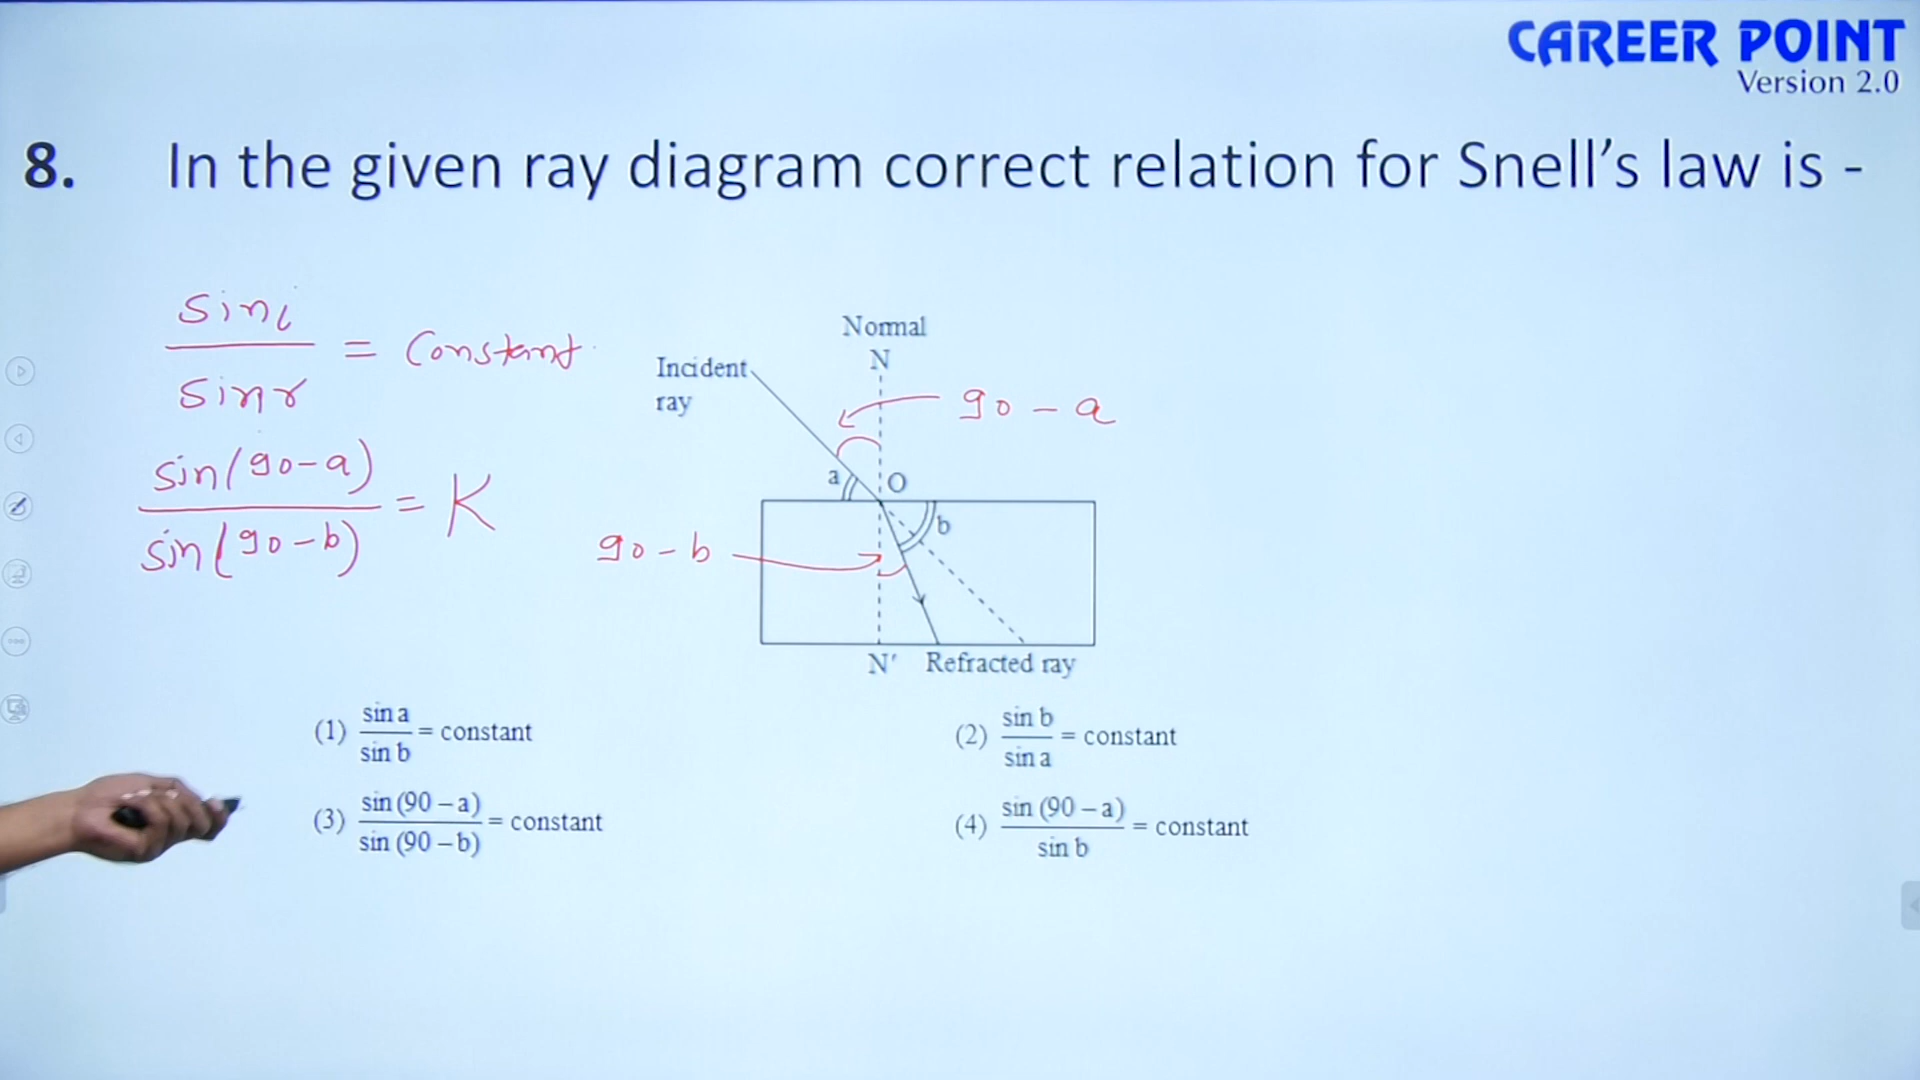 CAREER POINT
Version 2.0
8. In the given ray diagram correct relation for Snell's law is -
sin i / sin r = constant
sin(90-a) / sin(90-b) = K
Normal
N
Incident
ray
90 - a
a
O
b
90 - b
N'
Refracted ray
(1) sin a / sin b = constant
(2) sin b / sin a = constant
(3) sin (90 – a) / sin (90 – b) = constant
(4) sin (90 – a) / sin b = constant